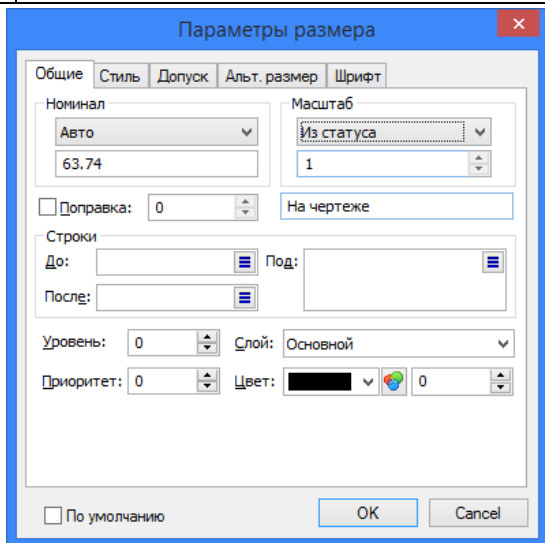 Параметры размера
Общие Стиль Допуск Альт. размер Шрифт
Номинал Масштаб
Авто Из статуса
63.74 1
Поправка: 0 На чертеже
Строки
До: Под:
После:
Уровень: 0 Слой: Основной
Приоритет: 0 Цвет: 0
По умолчанию OK Cancel